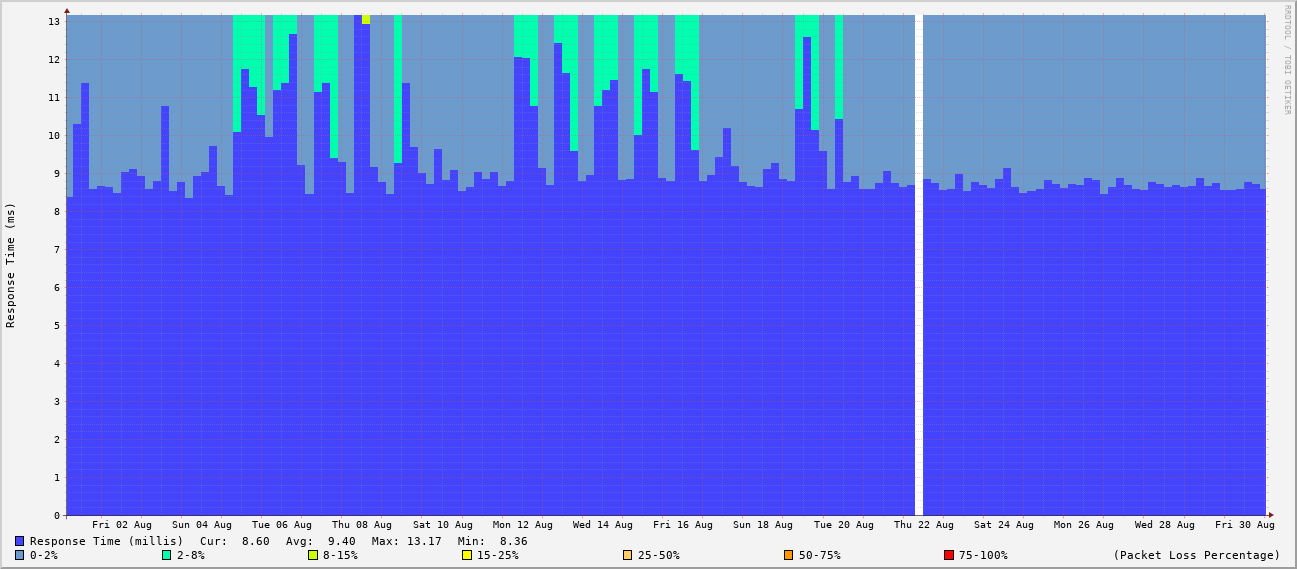 RRDTOOL / TOBI OETIKER
Response Time (ms)
13
12
11
10
9
8
7
6
5
4
3
2
1
0
Fri 02 Aug Sun 04 Aug Tue 06 Aug Thu 08 Aug Sat 10 Aug Mon 12 Aug Wed 14 Aug Fri 16 Aug Sun 18 Aug Tue 20 Aug Thu 22 Aug Sat 24 Aug Mon 26 Aug Wed 28 Aug Fri 30 Aug
Response Time (millis) Cur: 8.60 Avg: 9.40 Max: 13.17 Min: 8.36
0-2% 2-8% 8-15% 15-25% 25-50% 50-75% 75-100% (Packet Loss Percentage)